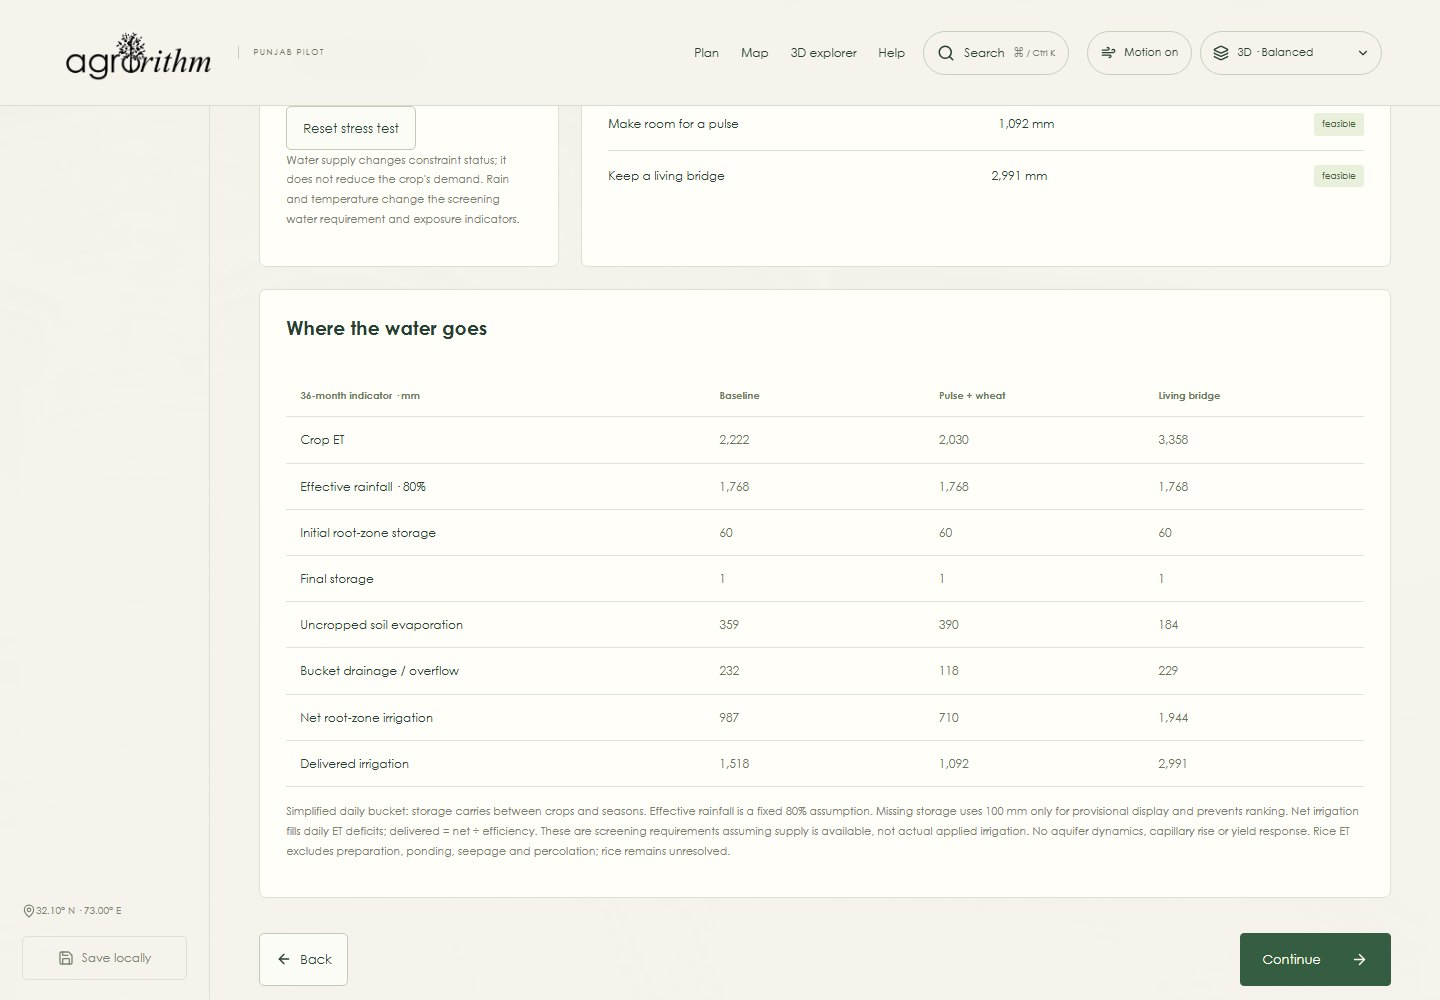 agrorithm
PUNJAB PILOT
Plan
Map
3D explorer
Help
Search ⌘ / Ctrl K
Motion on
3D · Balanced
Reset stress test
Water supply changes constraint status; it
does not reduce the crop's demand. Rain
and temperature change the screening
water requirement and exposure indicators.
Make room for a pulse 1,092 mm feasible
Keep a living bridge 2,991 mm feasible
Where the water goes
36-month indicator · mm Baseline Pulse + wheat Living bridge
Crop ET 2,222 2,030 3,358
Effective rainfall · 80% 1,768 1,768 1,768
Initial root-zone storage 60 60 60
Final storage 1 1 1
Uncropped soil evaporation 359 390 184
Bucket drainage / overflow 232 118 229
Net root-zone irrigation 987 710 1,944
Delivered irrigation 1,518 1,092 2,991
Simplified daily bucket: storage carries between crops and seasons. Effective rainfall is a fixed 80% assumption. Missing storage uses 100 mm only for provisional display and prevents ranking. Net irrigation
fills daily ET deficits; delivered = net ÷ efficiency. These are screening requirements assuming supply is available, not actual applied irrigation. No aquifer dynamics, capillary rise or yield response. Rice ET
excludes preparation, ponding, seepage and percolation; rice remains unresolved.
32.10° N · 73.00° E
Save locally
Back
Continue